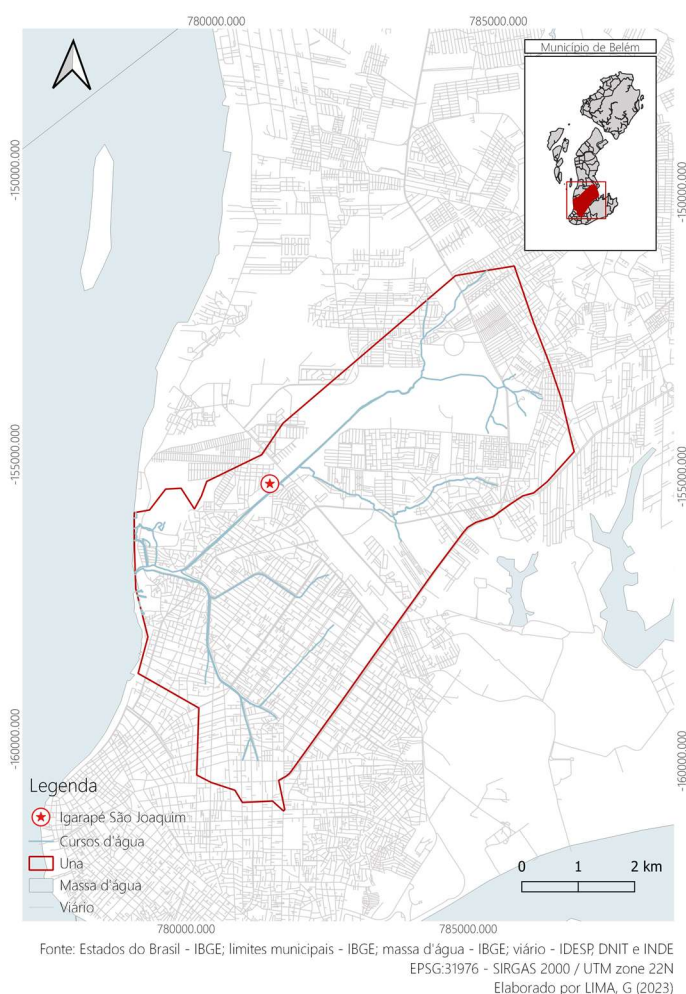 780000.000
785000.000
Município de Belém
-150000.000
-150000.000
-155000.000
-155000.000
-160000.000
-160000.000
Legenda
Igarapé São Joaquim
Cursos d'água
Una
Massa d'água
Viário
0 1 2 km
780000.000
785000.000
Fonte: Estados do Brasil - IBGE; limites municipais - IBGE; massa d'água - IBGE; viário - IDESP, DNIT e INDE
EPSG:31976 - SIRGAS 2000 / UTM zone 22N
Elaborado por LIMA, G (2023)